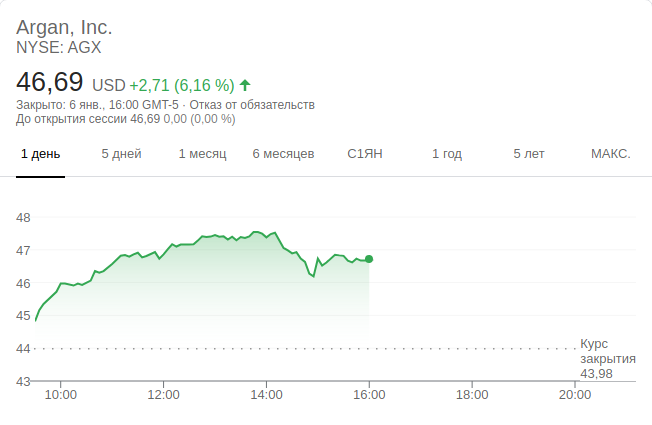 Argan, Inc.
NYSE: AGX
46,69 USD +2,71 (6,16 %)
Закрыто: 6 янв., 16:00 GMT-5 · Отказ от обязательств
До открытия сессии 46,69 0,00 (0,00 %)
1 день 5 дней 1 месяц 6 месяцев С1ЯН 1 год 5 лет МАКС.
48
47
46
45
44
Курс
закрытия
43,98
43
10:00 12:00 14:00 16:00 18:00 20:00